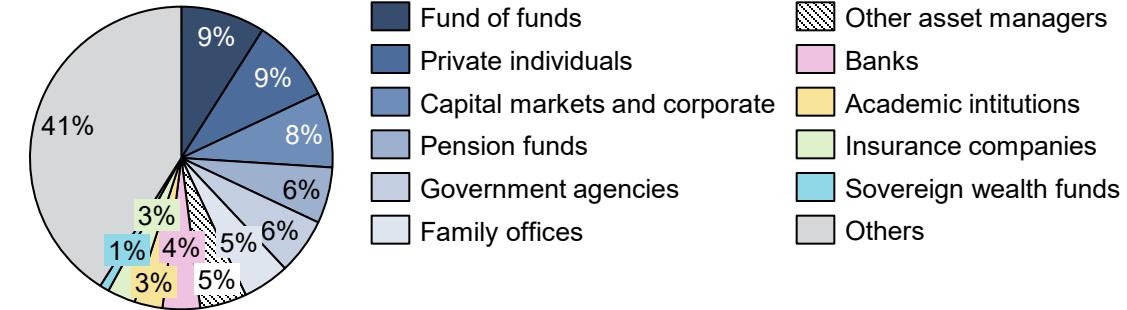 9%
9%
8%
6%
6%
5%
5%
4%
3%
3%
1%
41%
Fund of funds
Private individuals
Capital markets and corporate
Pension funds
Government agencies
Family offices
Other asset managers
Banks
Academic intitutions
Insurance companies
Sovereign wealth funds
Others